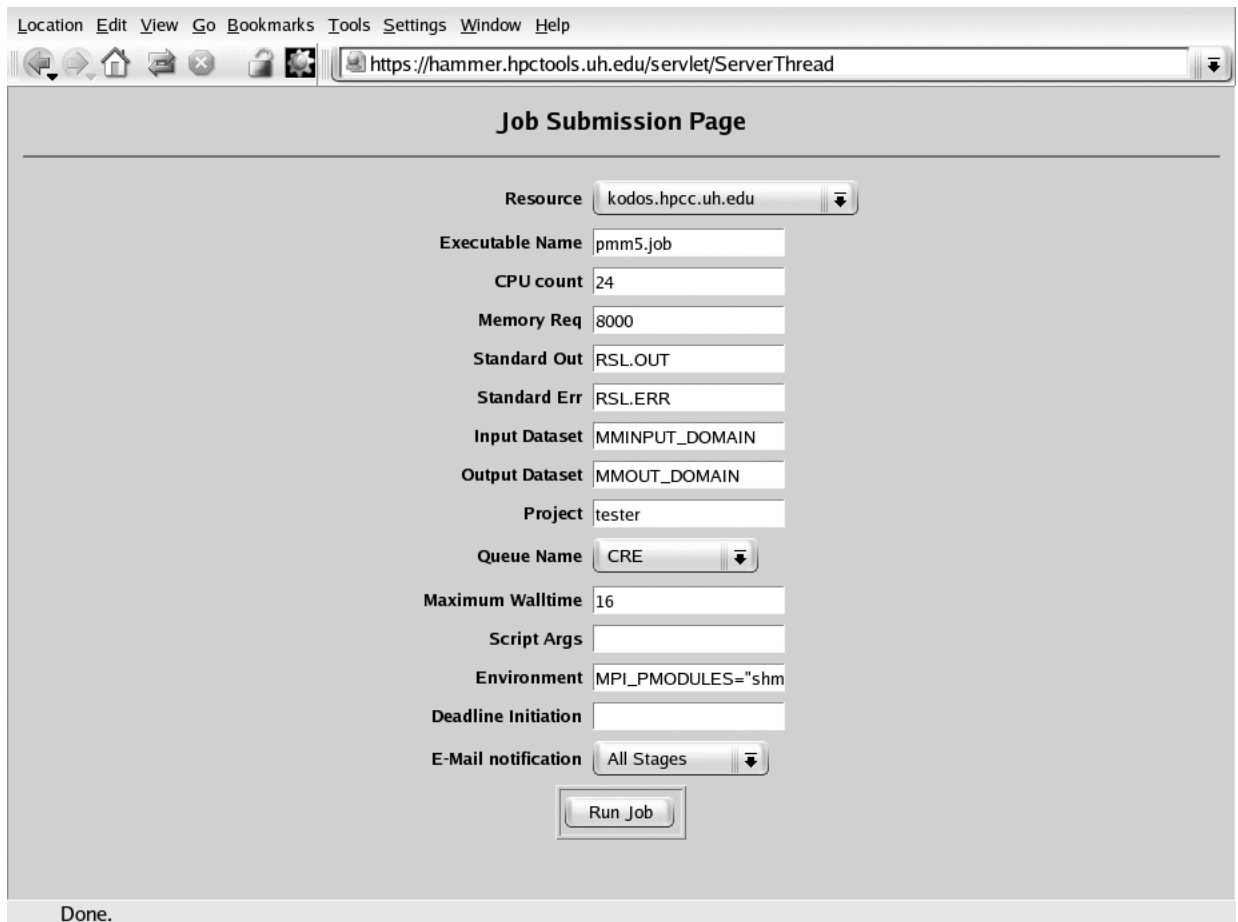 Location Edit View Go Bookmarks Tools Settings Window Help
https://hammer.hpctools.uh.edu/servlet/ServerThread
Job Submission Page
Resource kodos.hpcc.uh.edu
Executable Name pmm5.job
CPU count 24
Memory Req 8000
Standard Out RSL.OUT
Standard Err RSL.ERR
Input Dataset MMINPUT_DOMAIN
Output Dataset MMOUT_DOMAIN
Project tester
Queue Name CRE
Maximum Walltime 16
Script Args
Environment MPI_PMODULES="shm
Deadline Initiation
E-Mail notification All Stages
Run Job
Done.